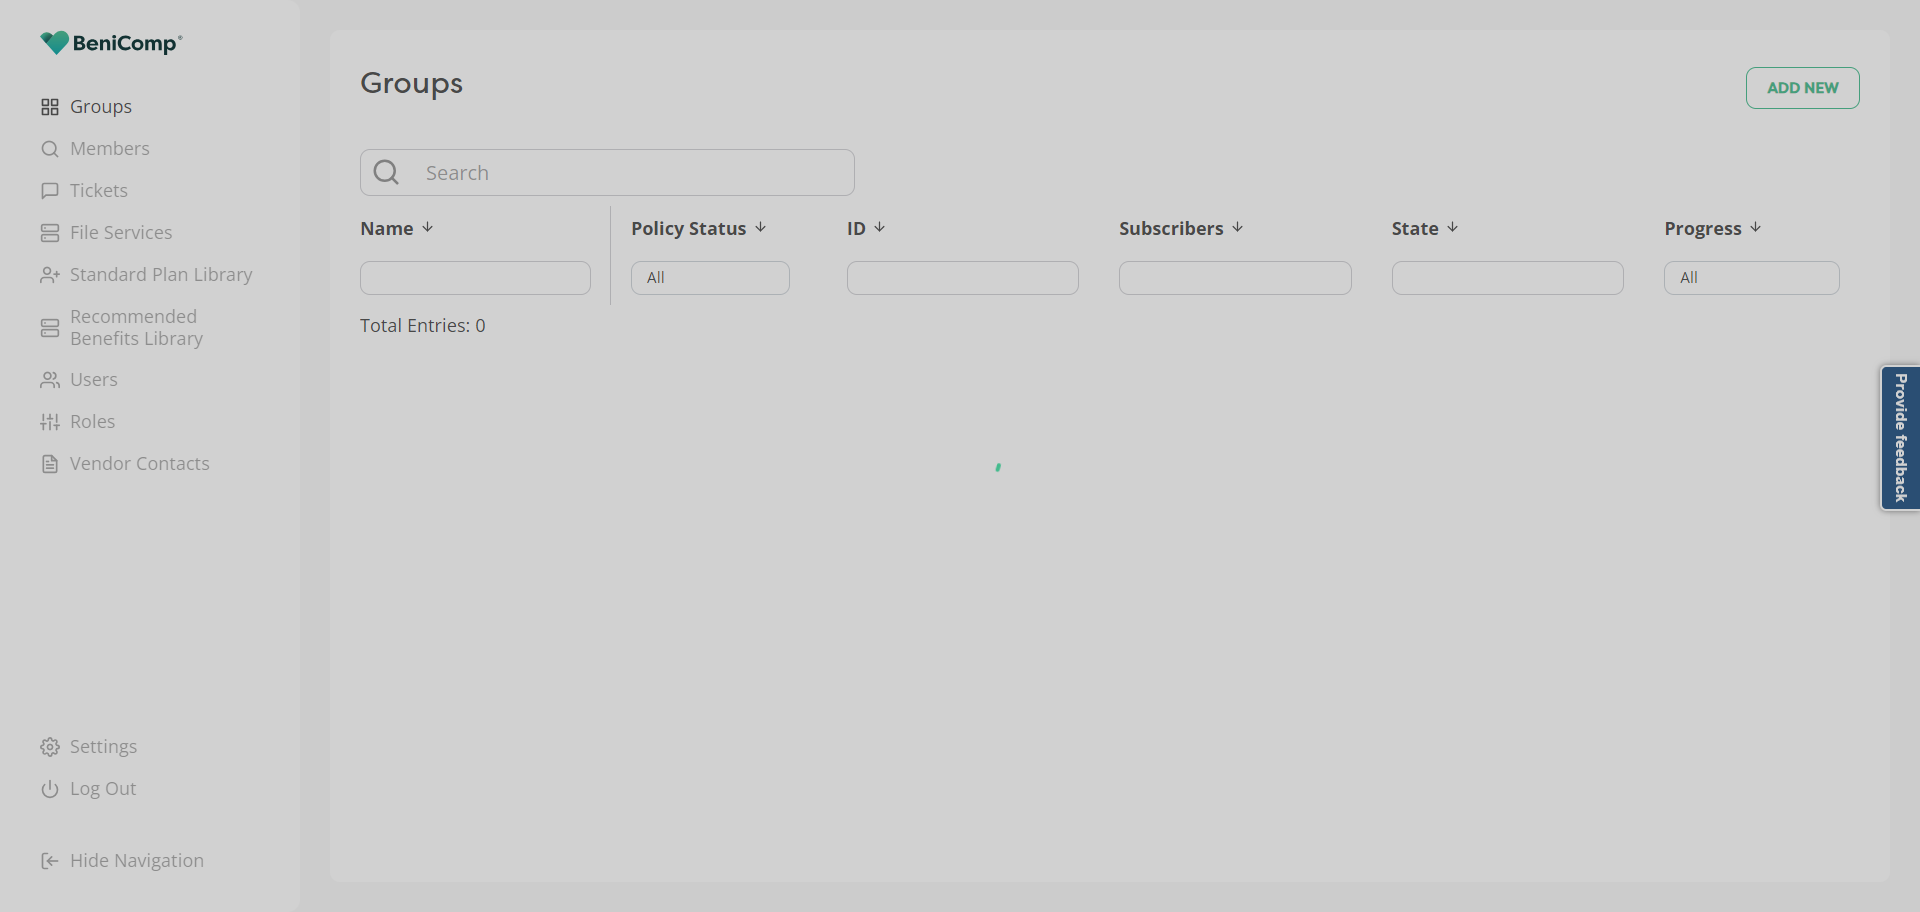 BeniComp®
Groups
Members
Tickets
File Services
Standard Plan Library
Recommended
Benefits Library
Users
Roles
Vendor Contacts
Settings
Log Out
Hide Navigation
Groups
ADD NEW
Search
Name Policy Status ID Subscribers State Progress
All All
Total Entries: 0
Provide feedback